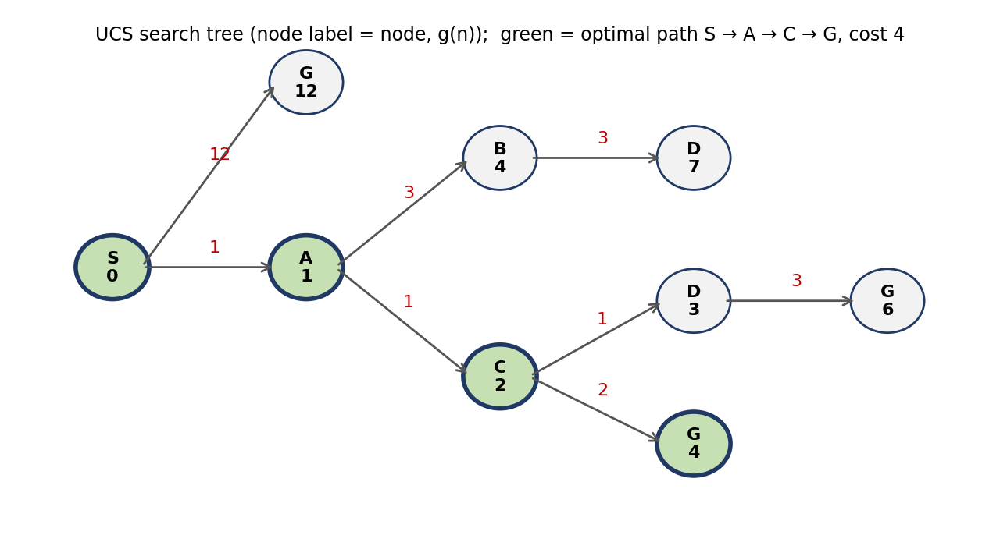 UCS search tree (node label = node, g(n));  green = optimal path S → A → C → G, cost 4
G
12
12
B
4
3
D
7
3
S
0
1
A
1
1
D
3
3
G
6
1
C
2
2
G
4